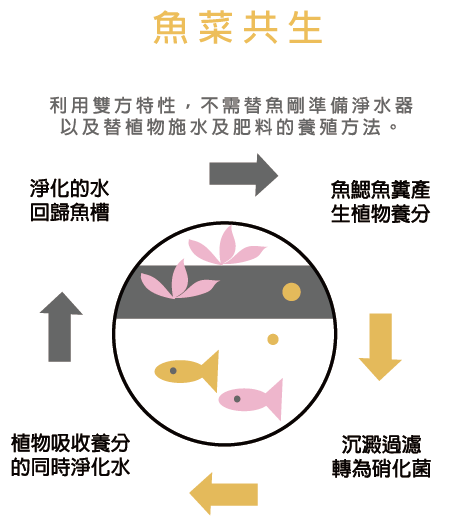 魚菜共生
利用雙方特性，不需替魚剛準備淨水器
以及替植物施水及肥料的養殖方法。
淨化的水
回歸魚槽
魚鰓魚糞產
生植物養分
植物吸收養分
的同時淨化水
沉澱過濾
轉為硝化菌